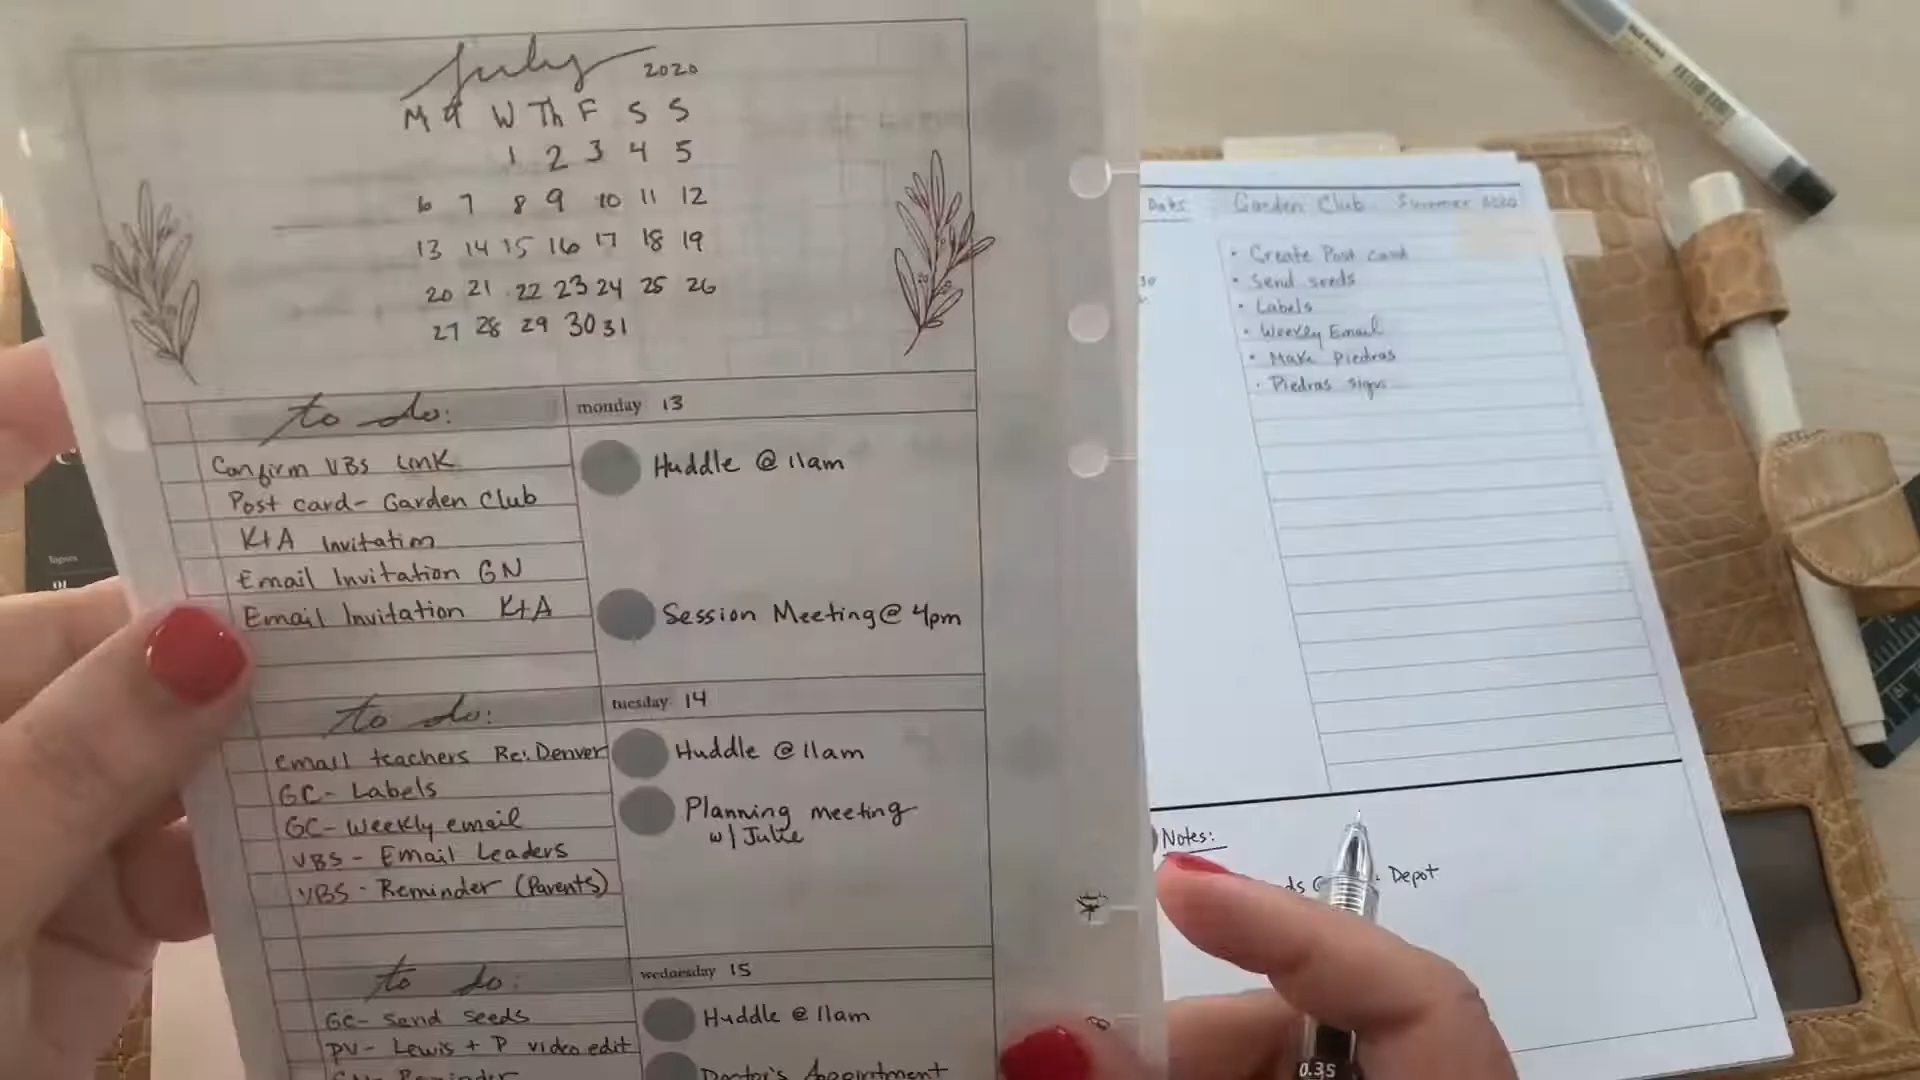 July 2020
M T W Th F S S
1 2 3 4 5
6 7 8 9 10 11 12
13 14 15 16 17 18 19
20 21 22 23 24 25 26
27 28 29 30 31
to do:
Confirm VBS Link
Post card - Garden Club
K+A Invitation
Email Invitation GN
Email Invitation K+A
monday 13
Huddle @ 11am
Session Meeting @ 4pm
to do:
email teachers Re: Denver
GC - Labels
GC - Weekly email
VBS - Email Leaders
VBS - Reminder (Parents)
tuesday 14
Huddle @ 11am
Planning meeting
w/ Julie
to do:
GC - Send seeds
PV - Lewis + P video edit
Reminder
wednesday 15
Huddle @ 11am
Doctor's Appointment
Date: Garden Club Summer 2020
• Create Post card
• Send seeds
• Labels
• Weekly Email
• Make Piedras
• Piedras sign
Notes:
Depot
0.35